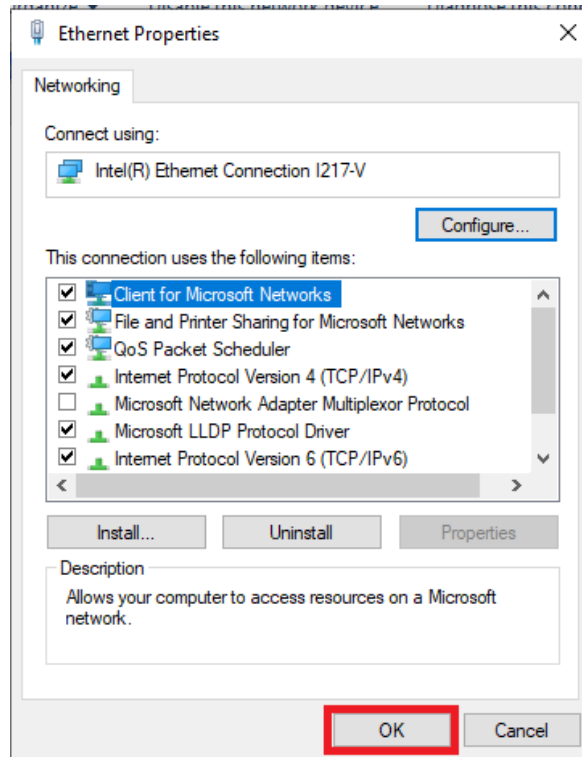 Ethernet Properties
Networking
Connect using:
Intel(R) Ethernet Connection I217-V
Configure...
This connection uses the following items:
Client for Microsoft Networks
File and Printer Sharing for Microsoft Networks
QoS Packet Scheduler
Internet Protocol Version 4 (TCP/IPv4)
Microsoft Network Adapter Multiplexor Protocol
Microsoft LLDP Protocol Driver
Internet Protocol Version 6 (TCP/IPv6)
Install... Uninstall Properties
Description
Allows your computer to access resources on a Microsoft
network.
OK Cancel